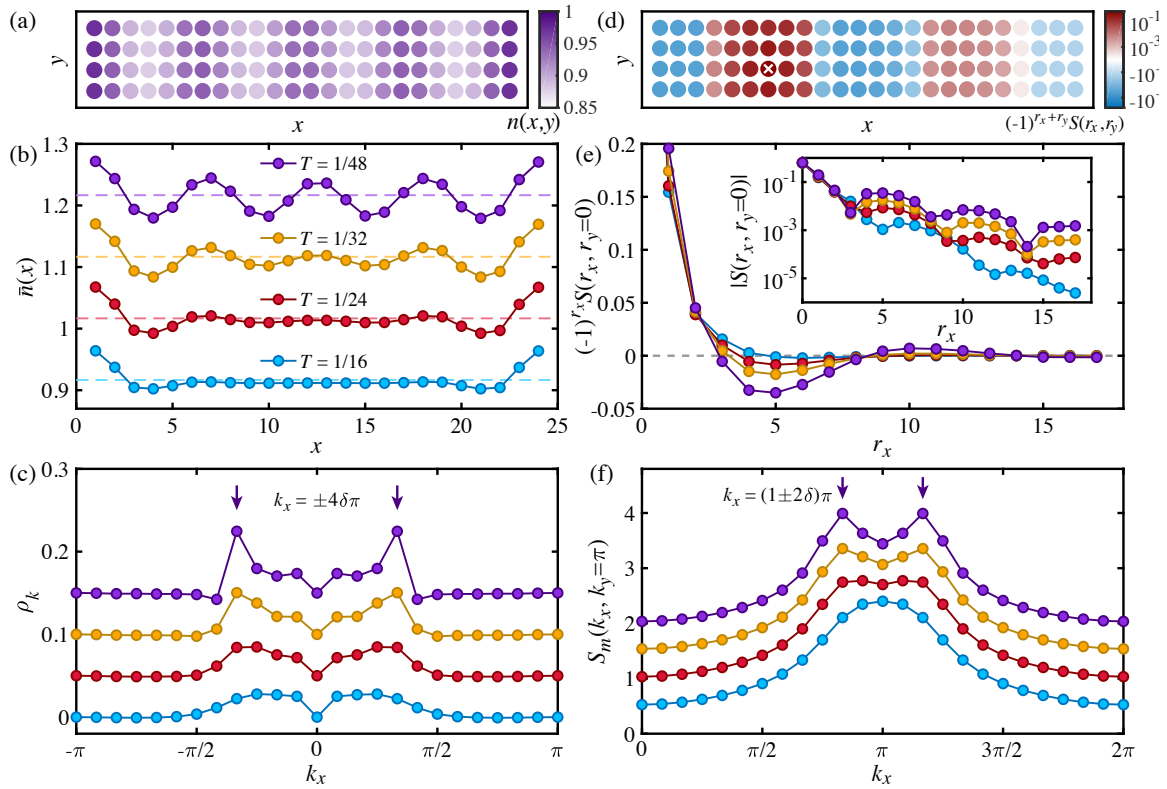 (a)
y
x
1
0.95
0.9
0.85
n(x,y)
(d)
y
x
10⁻¹
10⁻³
-10⁻
-10⁻
(-1)^{r_x+r_y}S(r_x,r_y)
(b)
n̄(x)
1.3
1.2
1.1
1
0.9
T = 1/48
T = 1/32
T = 1/24
T = 1/16
0 5 10 15 20 25
x
(e)
(-1)^{r_x}S(r_x, r_y=0)
0.2
0.15
0.1
0.05
0
-0.05
|S(r_x, r_y=0)|
10⁻¹
10⁻³
10⁻⁵
0 5 10 15
r_x
0 5 10 15
r_x
(c)
ρ_k
0.3
0.2
0.1
0
k_x = ±4δπ
-π -π/2 0 π/2 π
k_x
(f)
S_m(k_x, k_y=π)
4
3
2
1
0
k_x = (1±2δ)π
0 π/2 π 3π/2 2π
k_x